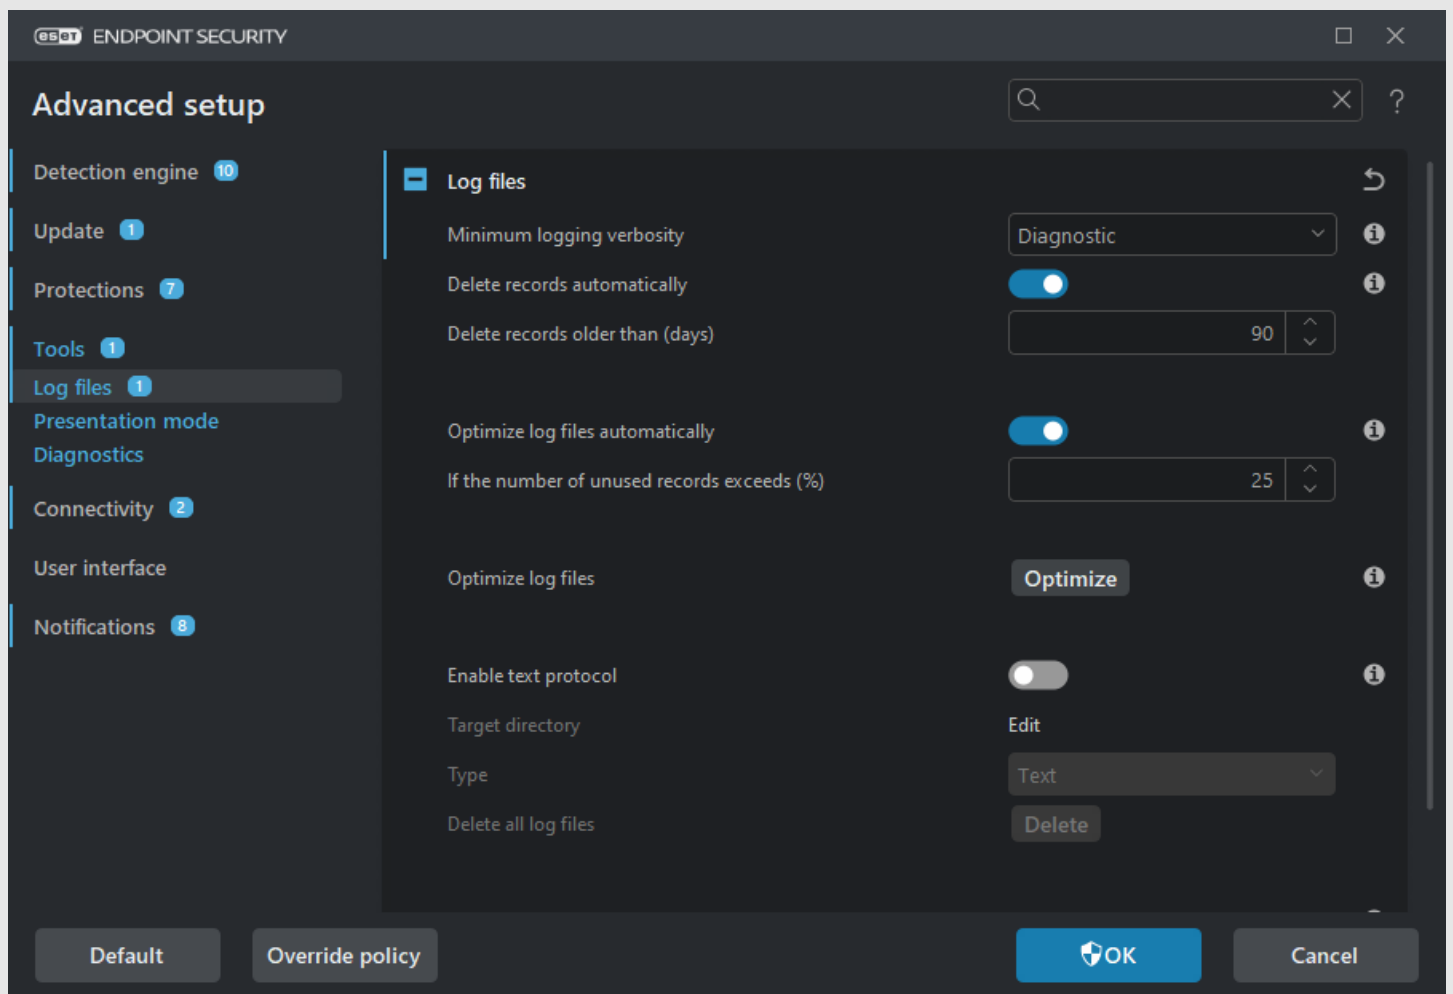 eset ENDPOINT SECURITY
Advanced setup
?
Detection engine 10
Update 1
Protections 7
Tools 1
Log files 1
Presentation mode
Diagnostics
Connectivity 2
User interface
Notifications 8
Log files
Minimum logging verbosity Diagnostic
Delete records automatically
Delete records older than (days) 90
Optimize log files automatically
If the number of unused records exceeds (%) 25
Optimize log files Optimize
Enable text protocol
Target directory Edit
Type Text
Delete all log files Delete
Default Override policy OK Cancel